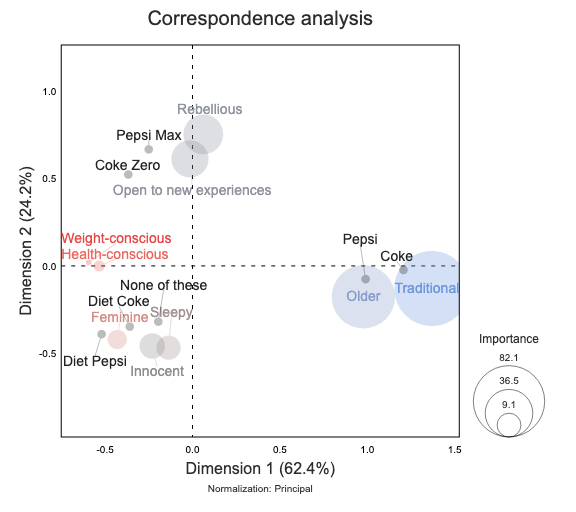 Correspondence analysis
1.0
0.5
0.0
-0.5
Dimension 2 (24.2%)
Rebellious
Pepsi Max
Coke Zero
Open to new experiences
Weight-conscious
Health-conscious
Pepsi
Coke
None of these
Diet Coke
Feminine
Sleepy
Older
Traditional
Diet Pepsi
Innocent
Importance
82.1
36.5
9.1
-0.5
0.0
0.5
1.0
1.5
Dimension 1 (62.4%)
Normalization: Principal